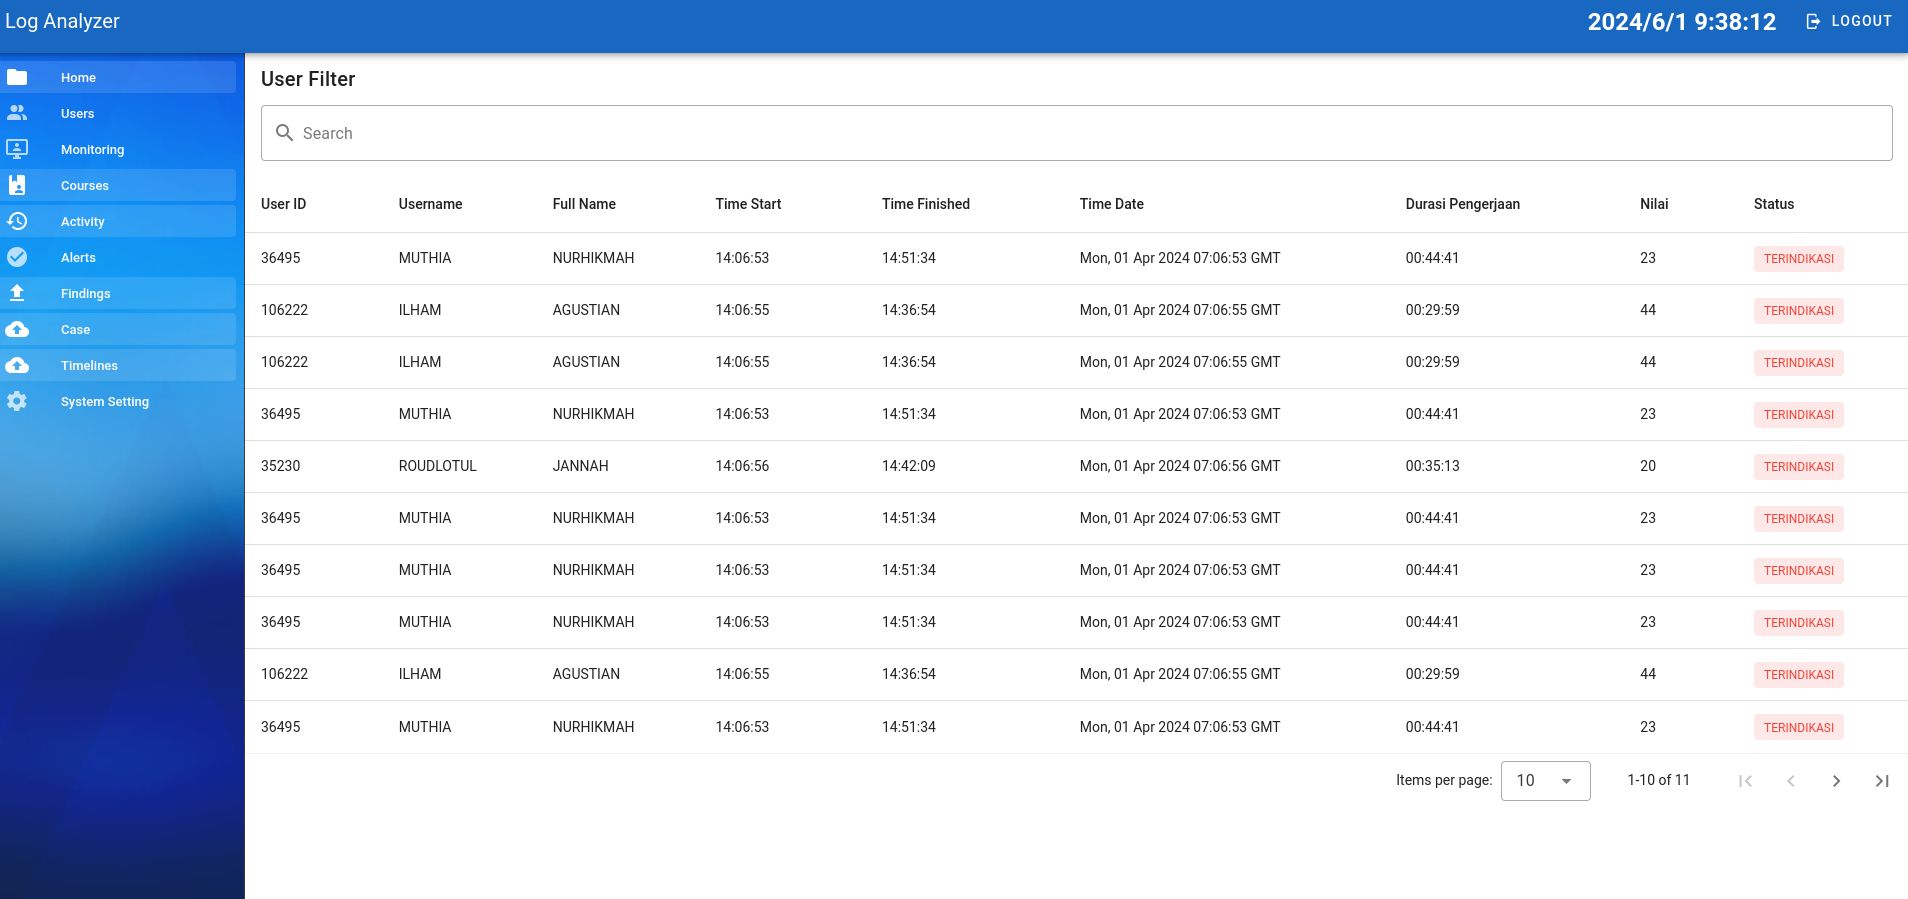 Log Analyzer
2024/6/1 9:38:12 LOGOUT
Home
Users
Monitoring
Courses
Activity
Alerts
Findings
Case
Timelines
System Setting
User Filter
Search
User ID Username Full Name Time Start Time Finished Time Date Durasi Pengerjaan Nilai Status
36495 MUTHIA NURHIKMAH 14:06:53 14:51:34 Mon, 01 Apr 2024 07:06:53 GMT 00:44:41 23 TERINDIKASI
106222 ILHAM AGUSTIAN 14:06:55 14:36:54 Mon, 01 Apr 2024 07:06:55 GMT 00:29:59 44 TERINDIKASI
106222 ILHAM AGUSTIAN 14:06:55 14:36:54 Mon, 01 Apr 2024 07:06:55 GMT 00:29:59 44 TERINDIKASI
36495 MUTHIA NURHIKMAH 14:06:53 14:51:34 Mon, 01 Apr 2024 07:06:53 GMT 00:44:41 23 TERINDIKASI
35230 ROUDLOTUL JANNAH 14:06:56 14:42:09 Mon, 01 Apr 2024 07:06:56 GMT 00:35:13 20 TERINDIKASI
36495 MUTHIA NURHIKMAH 14:06:53 14:51:34 Mon, 01 Apr 2024 07:06:53 GMT 00:44:41 23 TERINDIKASI
36495 MUTHIA NURHIKMAH 14:06:53 14:51:34 Mon, 01 Apr 2024 07:06:53 GMT 00:44:41 23 TERINDIKASI
36495 MUTHIA NURHIKMAH 14:06:53 14:51:34 Mon, 01 Apr 2024 07:06:53 GMT 00:44:41 23 TERINDIKASI
106222 ILHAM AGUSTIAN 14:06:55 14:36:54 Mon, 01 Apr 2024 07:06:55 GMT 00:29:59 44 TERINDIKASI
36495 MUTHIA NURHIKMAH 14:06:53 14:51:34 Mon, 01 Apr 2024 07:06:53 GMT 00:44:41 23 TERINDIKASI
Items per page: 10 1-10 of 11